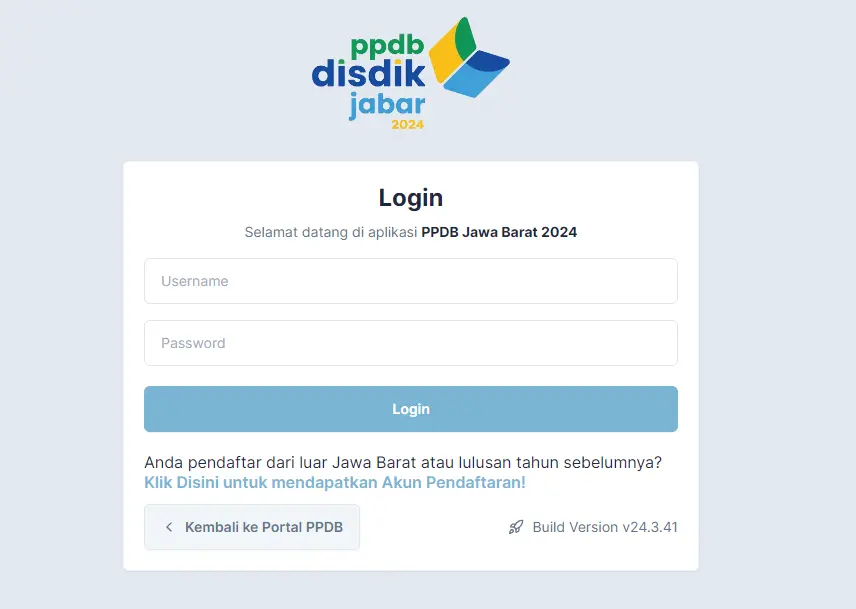 ppdb
disdik
jabar
2024
Login
Selamat datang di aplikasi PPDB Jawa Barat 2024
Username
Password
Login
Anda pendaftar dari luar Jawa Barat atau lulusan tahun sebelumnya?
Klik Disini untuk mendapatkan Akun Pendaftaran!
Kembali ke Portal PPDB
Build Version v24.3.41